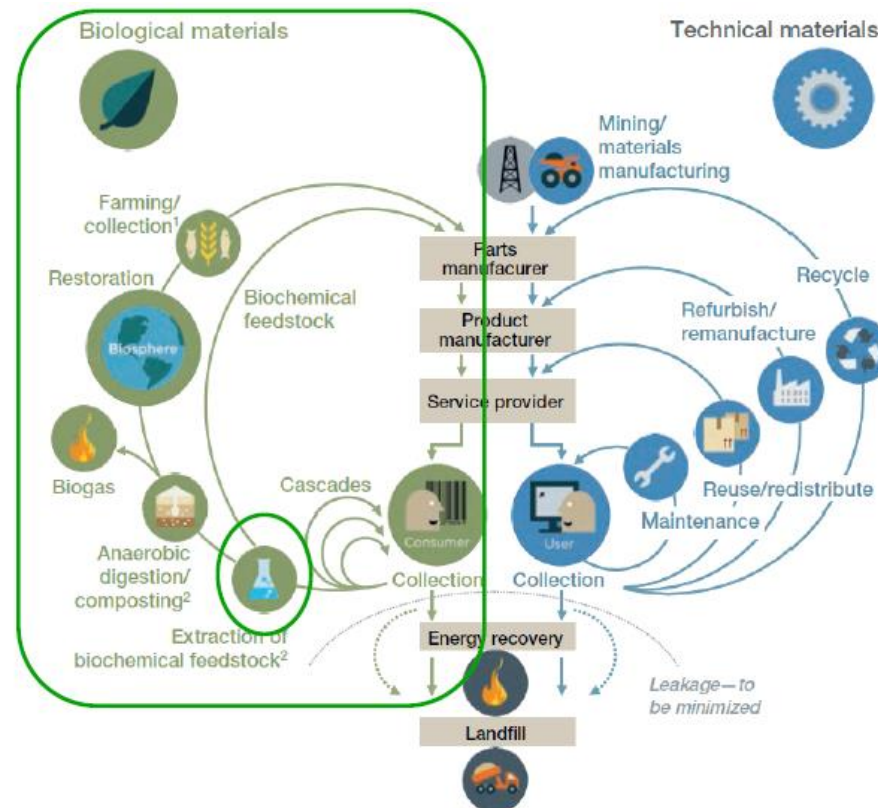 Biological materials
Technical materials
Mining/
materials
manufacturing
Farming/
collection¹
Restoration
Biosphere
Biochemical
feedstock
Parts
manufacurer
Product
manufacturer
Service provider
Recycle
Refurbish/
remanufacture
Biogas
Cascades
Consumer
User
Reuse/redistribute
Maintenance
Anaerobic
digestion/
composting²
Collection
Collection
Extraction of
biochemical feedstock²
Energy recovery
Leakage—to
be minimized
Landfill